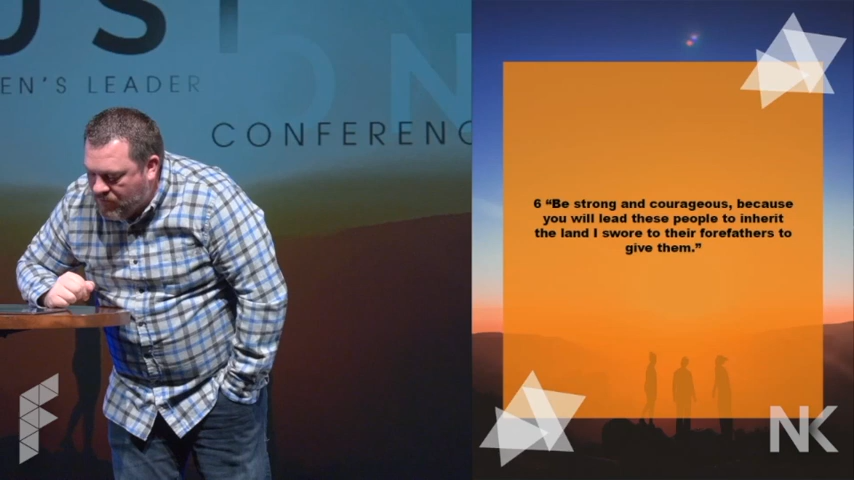 UST
EN'S LEADER
ON
CONFERENC
6 “Be strong and courageous, because
you will lead these people to inherit
the land I swore to their forefathers to
give them.”
F
NK